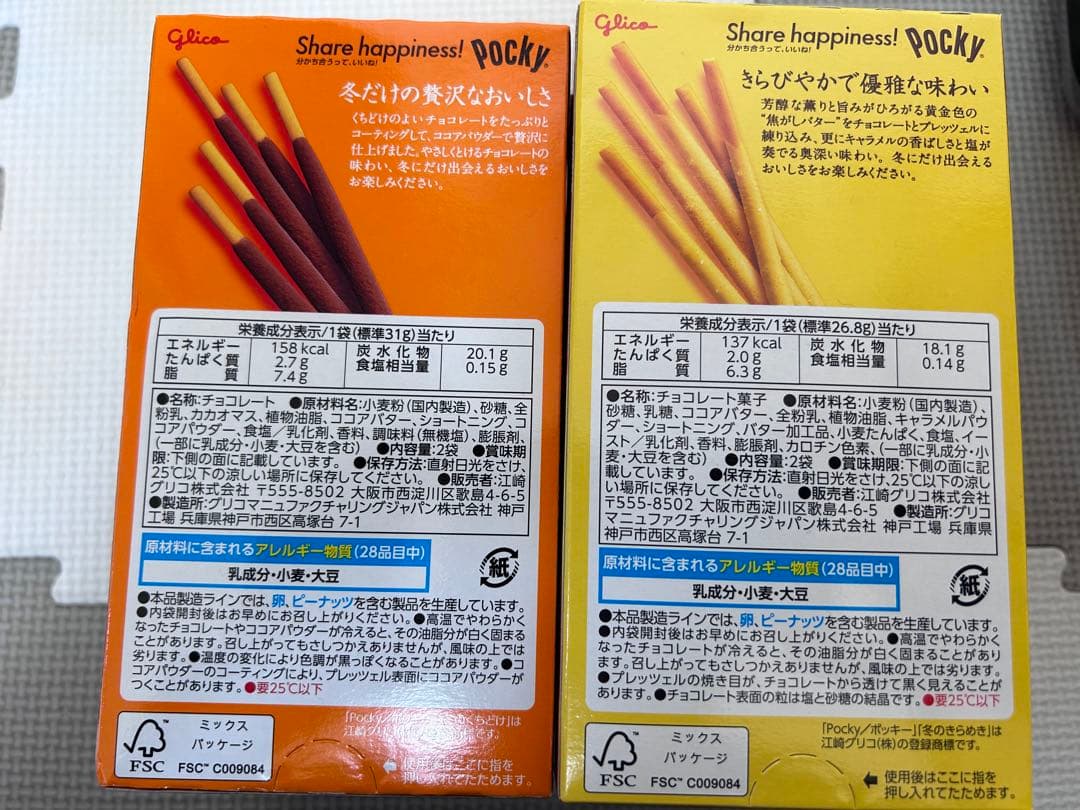 Glico
Share happiness! Pocky
分かち合うって、いいね!
冬だけの贅沢なおいしさ
くちどけのよいチョコレートをたっぷりと
コーティングして、ココアパウダーで贅沢に
仕上げました。やさしくとけるチョコレートの
味わい、冬にだけ出会えるおいしさを
お楽しみください。
栄養成分表示/1袋(標準31g)当たり
エネルギー 158 kcal 炭水化物 20.1 g
たんぱく質 2.7 g 食塩相当量 0.15 g
脂質 7.4 g
●名称:チョコレート ●原材料名:小麦粉(国内製造)、砂糖、全
粉乳、カカオマス、植物油脂、ココアバター、ショートニング、コ
コアパウダー、食塩/乳化剤、香料、調味料(無機塩)、膨脹剤、
(一部に乳成分・小麦・大豆を含む) ●内容量:2袋 ●賞味期
限:下側の面に記載しています。 ●保存方法:直射日光をさけ、
25℃以下の涼しい場所に保存してください。 ●販売者:江崎
グリコ株式会社 〒555-8502 大阪市西淀川区歌島4-6-5
●製造所:グリコマニュファクチャリングジャパン株式会社 神戸
工場 兵庫県神戸市西区高塚台 7-1
原材料に含まれるアレルギー物質(28品目中)
乳成分・小麦・大豆
紙
●本品製造ラインでは、卵、ピーナッツを含む製品を生産しています。
●内袋開封後はお早めにお召し上がりください。●高温でやわらかく
なったチョコレートやココアパウダーが冷えると、その油脂分が白く固まる
ことがあります。召し上がってもさしつかえありませんが、風味の上では
劣ります。●温度の変化により色調が黒っぽくなることがあります。●コ
コアパウダーのコーティングにより、プレッツェル表面にココアパウダーが
つくことがあります。●要25℃以下
FSC
ミックス
パッケージ
FSC™ C009084
「Pocky/ポッキー」
くちどけ」は
江崎グリコ(株)の登録商標です。
使用後はここに指を
押し入れてたためます。
Glico
Share happiness! Pocky
分かち合うって、いいね!
きらびやかで優雅な味わい
芳醇な薫りと旨みがひろがる黄金色の
“焦がしバター”をチョコレートとプレッツェルに
練り込み、更にキャラメルの香ばしさと塩が
奏でる奥深い味わい。冬にだけ出会える
おいしさをお楽しみください。
栄養成分表示/1袋(標準26.8g)当たり
エネルギー 137 kcal 炭水化物 18.1 g
たんぱく質 2.0 g 食塩相当量 0.14 g
脂質 6.3 g
●名称:チョコレート菓子 ●原材料名:小麦粉(国内製造)、
砂糖、乳糖、ココアバター、全粉乳、植物油脂、キャラメルパウ
ダー、ショートニング、バター加工品、小麦たんぱく、食塩、イー
スト/乳化剤、香料、膨脹剤、カロチン色素、(一部に乳成分・小
麦・大豆を含む) ●内容量:2袋 ●賞味期限:下側の面に記
載しています。 ●保存方法:直射日光をさけ、25℃以下の涼し
い場所に保存してください。 ●販売者:江崎グリコ株式会社
〒555-8502 大阪市西淀川区歌島4-6-5 ●製造所:グリコ
マニュファクチャリングジャパン株式会社 神戸工場 兵庫県
神戸市西区高塚台 7-1
原材料に含まれるアレルギー物質(28品目中)
乳成分・小麦・大豆
紙
●本品製造ラインでは、卵、ピーナッツを含む製品を生産しています。
●内袋開封後はお早めにお召し上がりください。●高温でやわらかく
なったチョコレートが冷えると、その油脂分が白く固まることがあり
ます。召し上がってもさしつかえありませんが、風味の上では劣ります。
●プレッツェルの焼き目が、チョコレートから透けて黒く見えることが
あります。●チョコレート表面の粒は塩と砂糖の結晶です。●要25℃以下
FSC
ミックス
パッケージ
FSC™ C009084
「Pocky/ポッキー」「冬のきらめき」は
江崎グリコ(株)の登録商標です。
使用後はここに指を
押し入れてたためます。